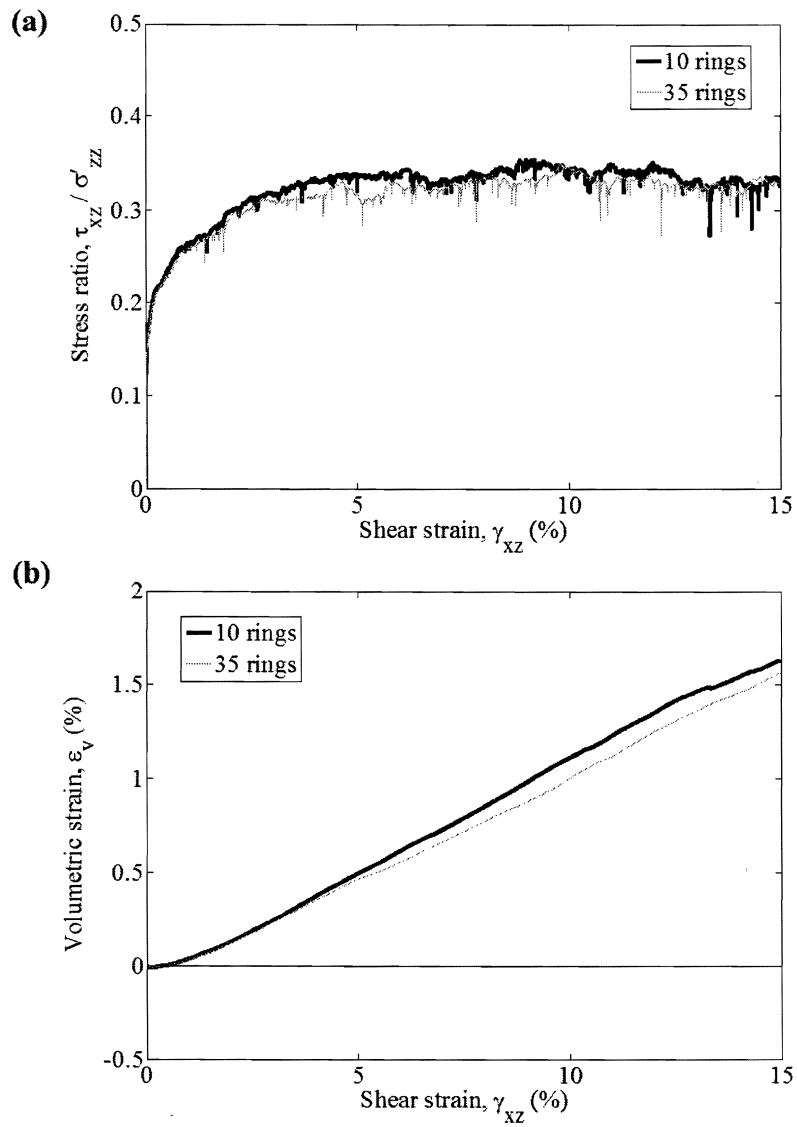 (a)
0.5
0.4
0.3
0.2
0.1
0
Stress ratio, τxz / σ′zz
10 rings
35 rings
0
5
10
15
Shear strain, γxz (%)
(b)
2
1.5
1
0.5
0
-0.5
Volumetric strain, εv (%)
10 rings
35 rings
0
5
10
15
Shear strain, γxz (%)